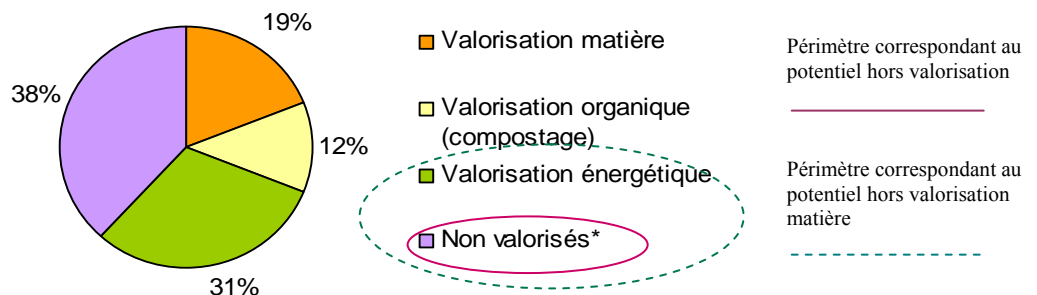 19%
38%
12%
31%
Valorisation matière
Valorisation organique
(compostage)
Valorisation énergétique
Non valorisés*
Périmètre correspondant au
potentiel hors valorisation
Périmètre correspondant au
potentiel hors valorisation
matière